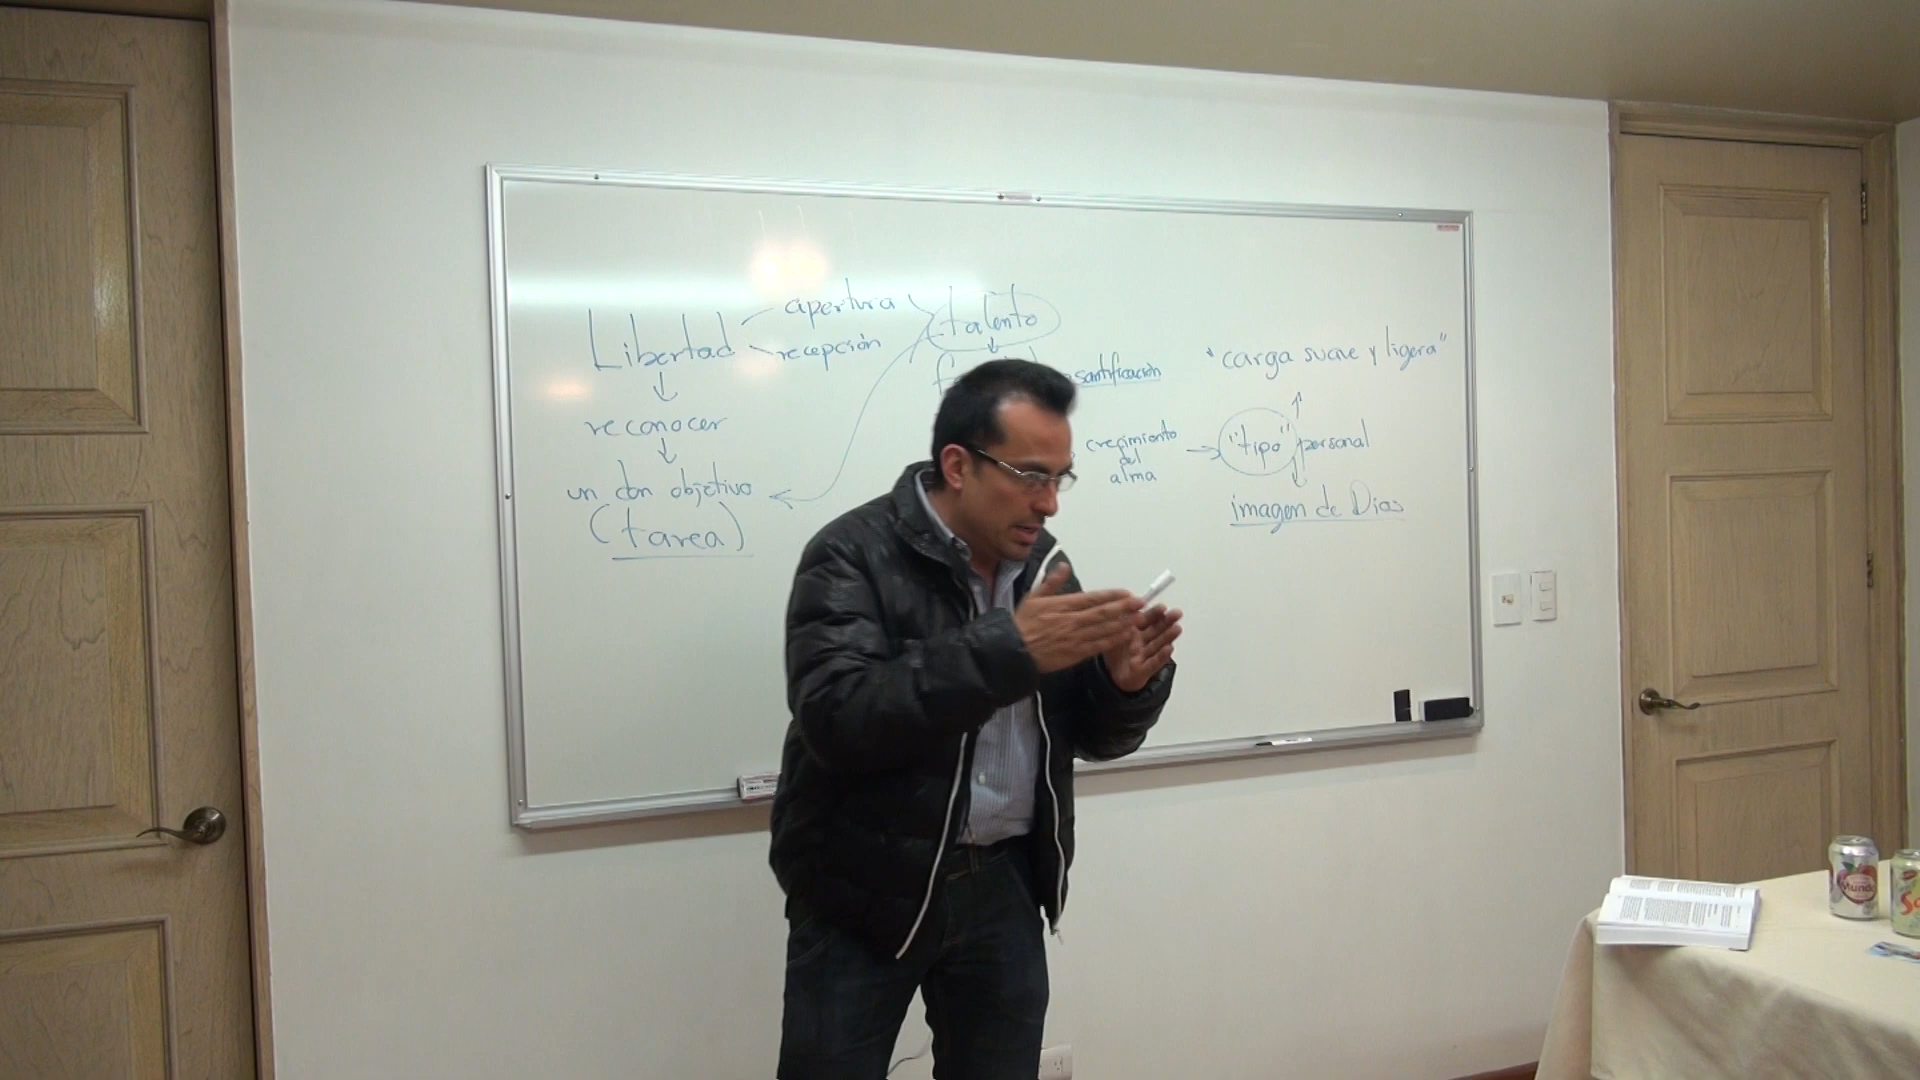 Libertad
apertura
recepción
talento
reconocer
un don objetivo
(tarea)
santificación
crecimiento
del
alma
"carga suave y ligera"
"tipo" personal
imagen de Dios
Mundo